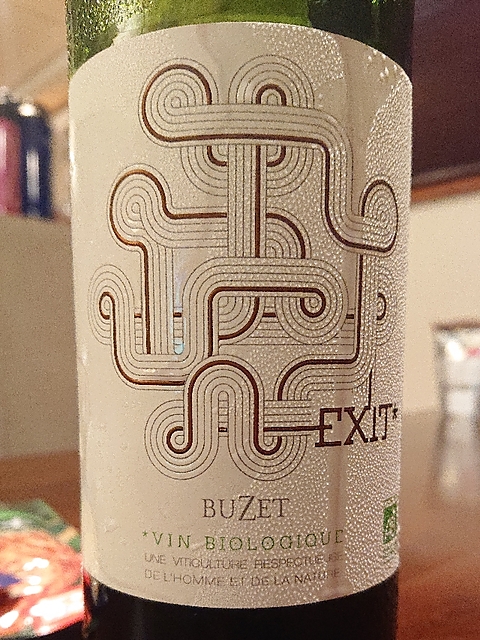 EXIT*
BUZET
*VIN BIOLOGIQUE
UNE VITICULTURE RESPECTUEUSE
DE L'HOMME ET DE LA NATURE